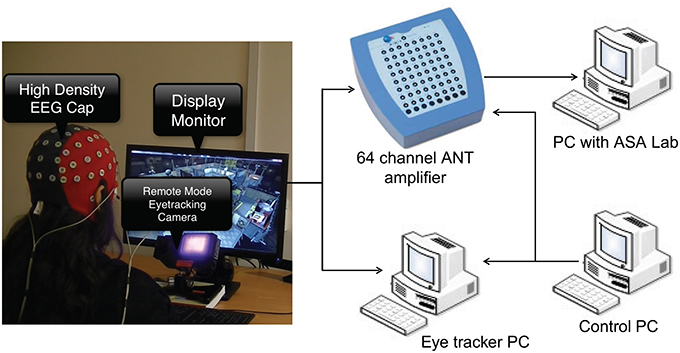 High Density
EEG Cap
Display
Monitor
Remote Mode
Eyetracking
Camera
64 channel ANT
amplifier
PC with ASA Lab
Eye tracker PC
Control PC